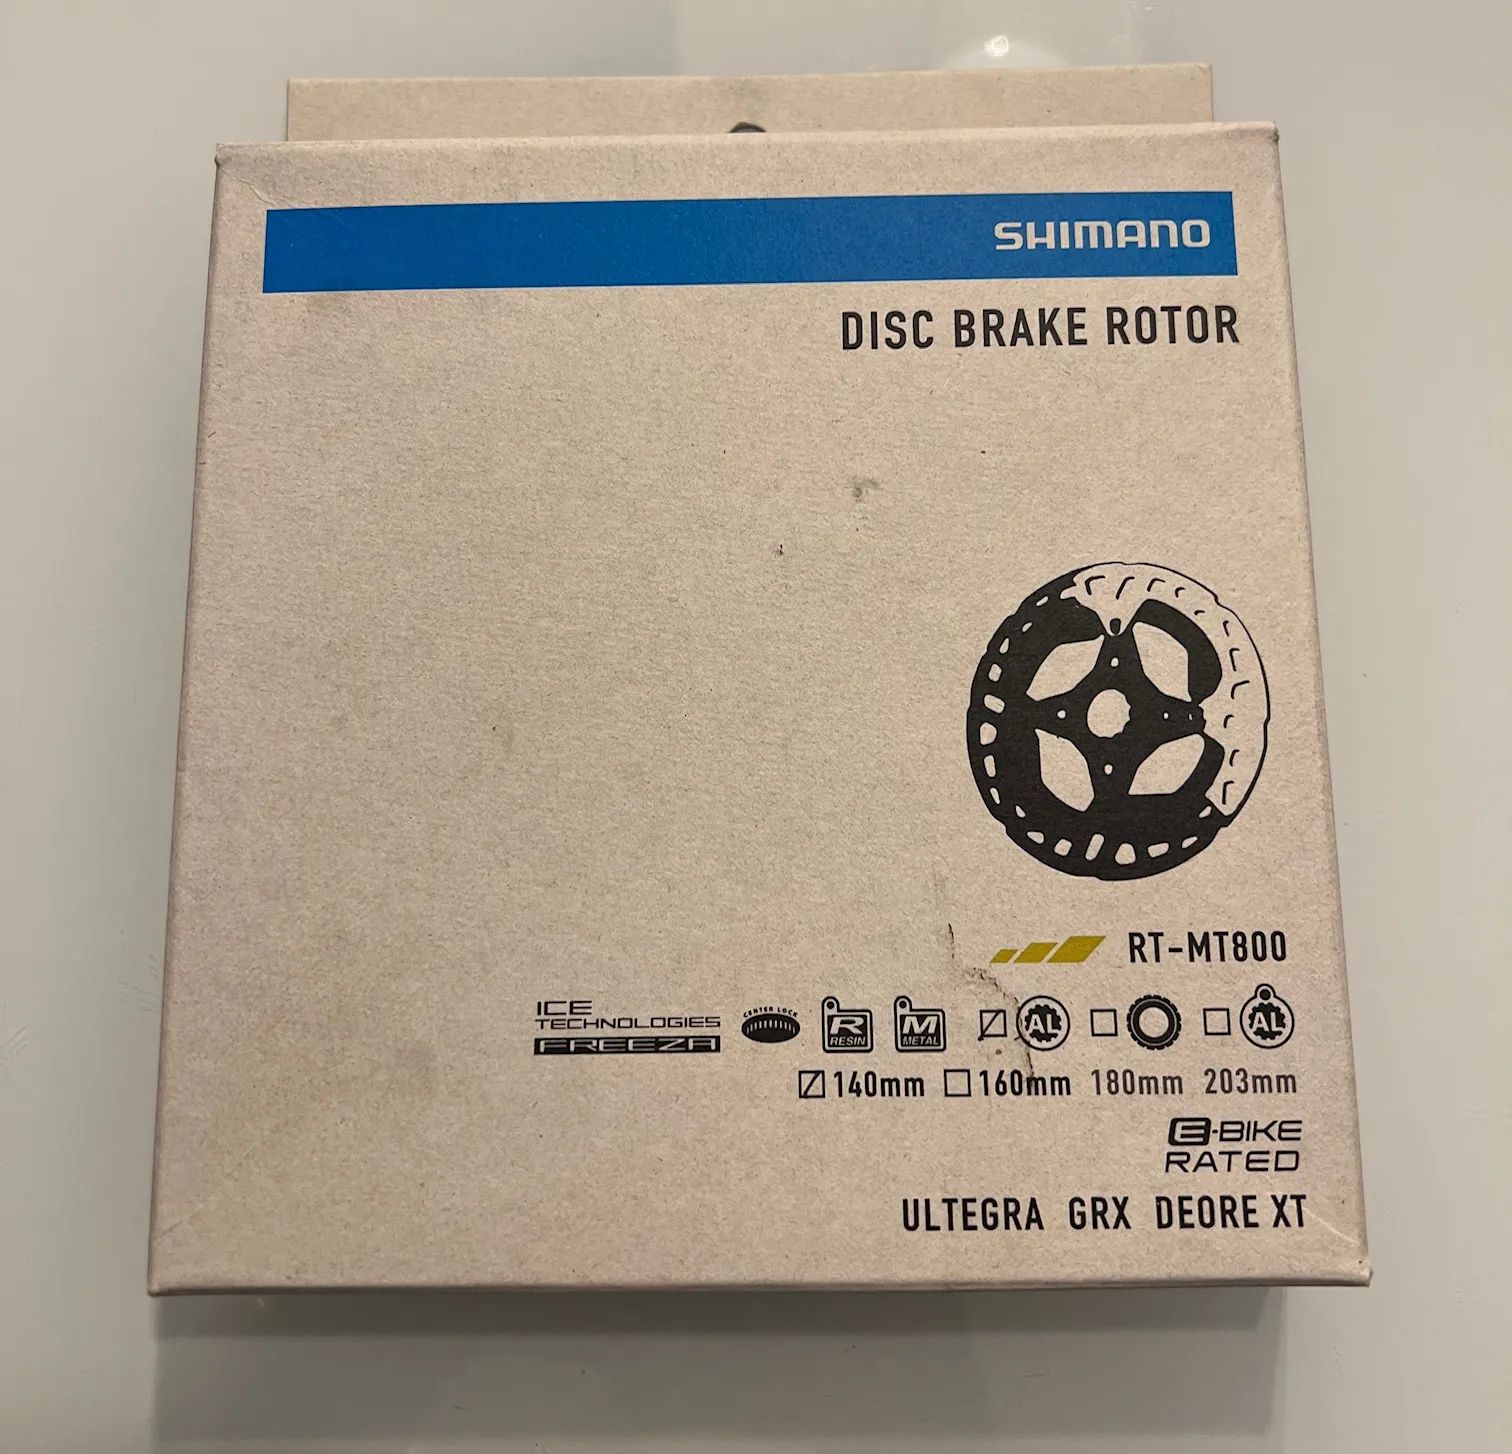 SHIMANO
DISC BRAKE ROTOR
RT-MT800
ICE
TECHNOLOGIES
FREEZA
CENTER LOCK
R
RESIN
M
METAL
AL
AL
140mm 160mm 180mm 203mm
E-BIKE
RATED
ULTEGRA GRX DEORE XT